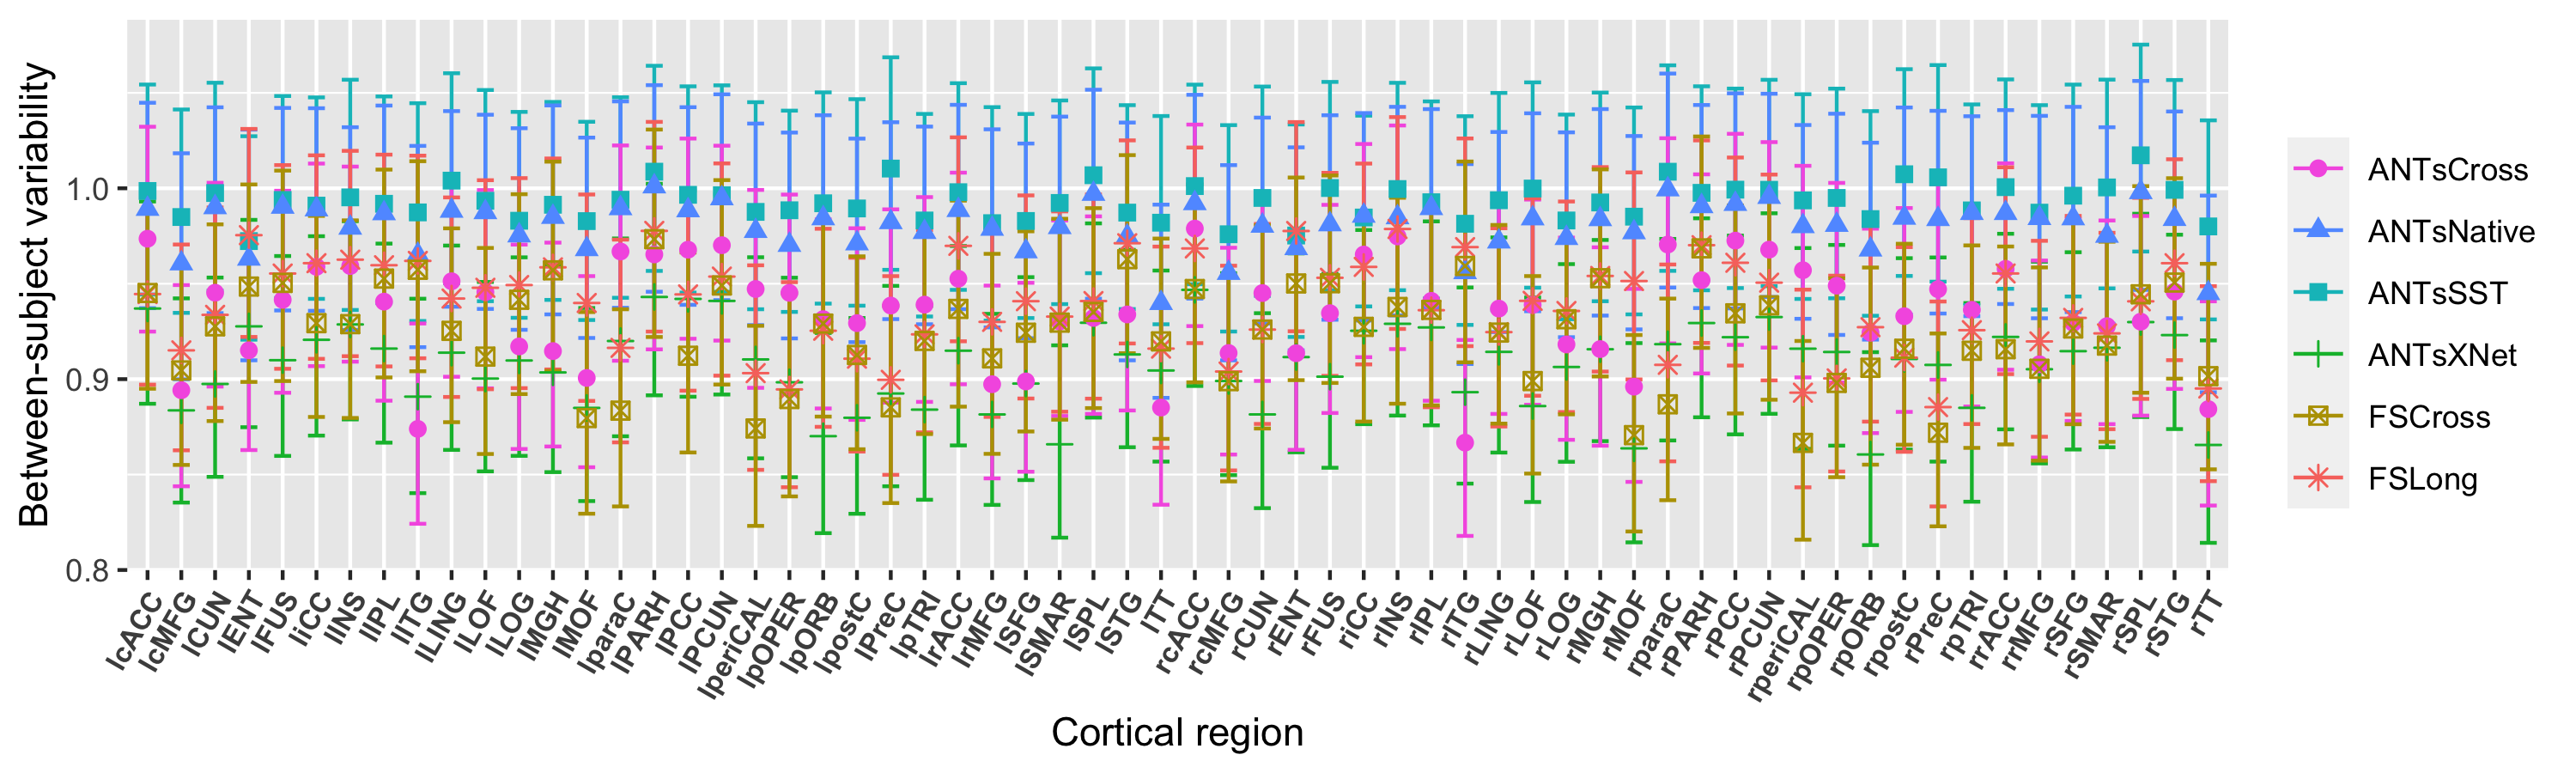 Between-subject variability
1.0
0.9
0.8
lcACC
lcMFG
lCUN
lENT
lFUS
liCC
lINS
lIPL
lITG
lLING
lLOF
lLOG
lMGH
lMOF
lparaC
lPARH
lPCC
lPCUN
lperiCAL
lpOPER
lpORB
lpostC
lPreC
lpTRI
lrACC
lrMFG
lSFG
lSMAR
lSPL
lSTG
lTT
rcACC
rcMFG
rCUN
rENT
rFUS
riCC
rINS
rIPL
rITG
rLING
rLOF
rLOG
rMGH
rMOF
rparaC
rPARH
rPCC
rPCUN
rperiCAL
rpOPER
rpORB
rpostC
rPreC
rpTRI
rrACC
rrMFG
rSFG
rSMAR
rSPL
rSTG
rTT
Cortical region
ANTsCross
ANTsNative
ANTsSST
ANTsXNet
FSCross
FSLong